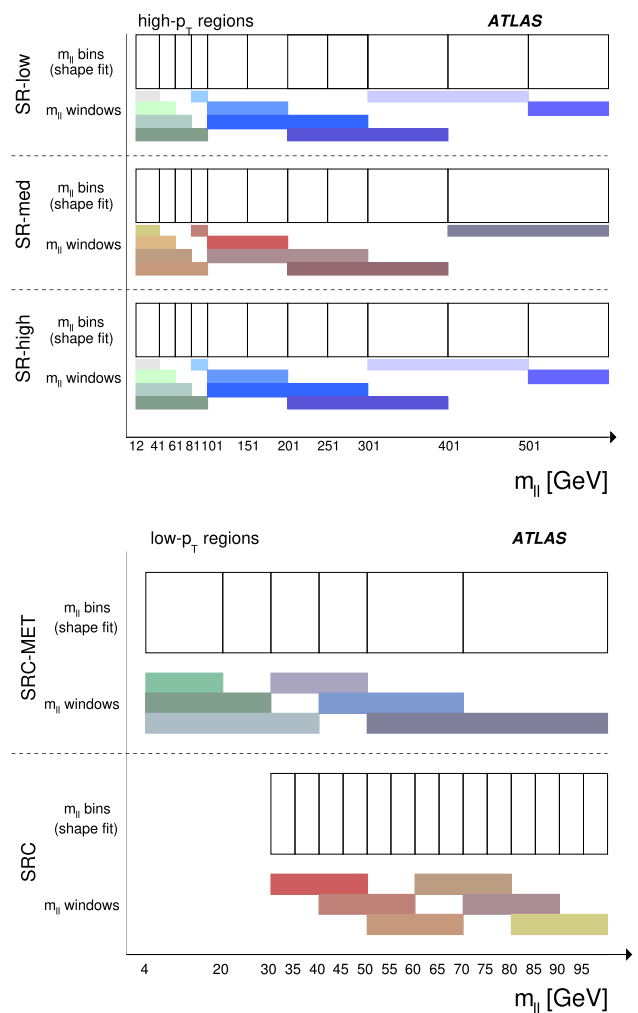 high-pT regions ATLAS
SR-low
mll bins
(shape fit)
mll windows
SR-med
mll bins
(shape fit)
mll windows
SR-high
mll bins
(shape fit)
mll windows
12 41 61 81 101 151 201 251 301 401 501
mll [GeV]
low-pT regions ATLAS
SRC-MET
mll bins
(shape fit)
mll windows
SRC
mll bins
(shape fit)
mll windows
4 20 30 35 40 45 50 55 60 65 70 75 80 85 90 95
mll [GeV]